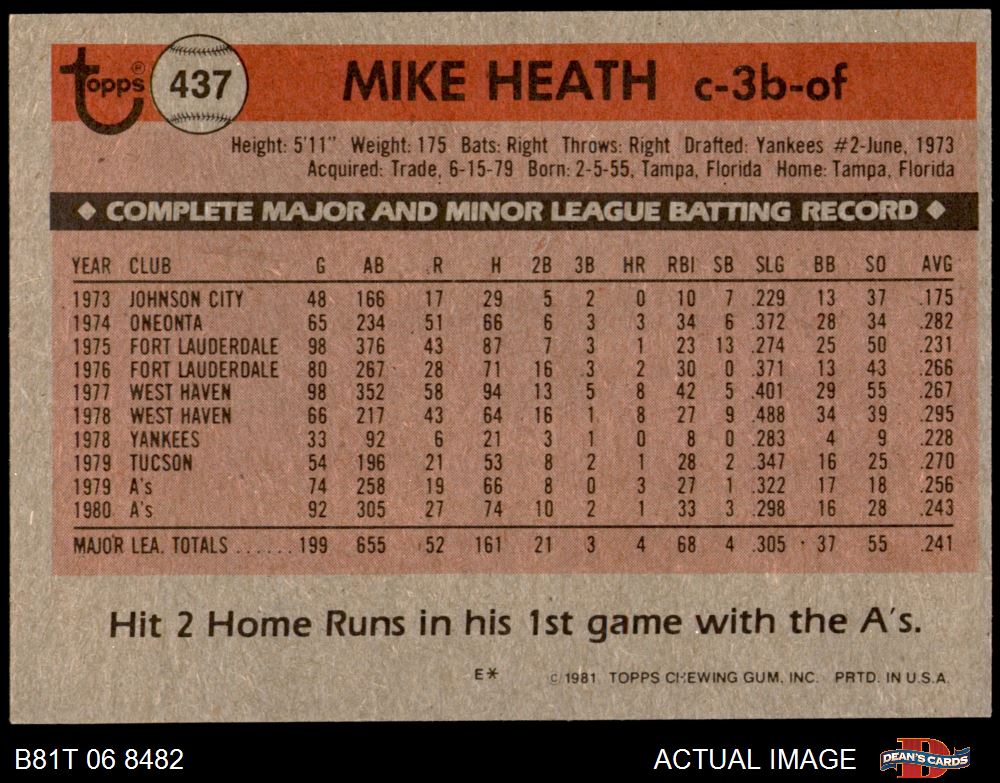 topps® 437 MIKE HEATH c-3b-of
Height: 5'11" Weight: 175 Bats: Right Throws: Right Drafted: Yankees #2-June, 1973
Acquired: Trade, 6-15-79 Born: 2-5-55, Tampa, Florida Home: Tampa, Florida
◆ COMPLETE MAJOR AND MINOR LEAGUE BATTING RECORD ◆
YEAR CLUB G AB R H 2B 3B HR RBI SB SLG BB SO AVG
1973 JOHNSON CITY 48 166 17 29 5 2 0 10 7 .229 13 37 .175
1974 ONEONTA 65 234 51 66 6 3 3 34 6 .372 28 34 .282
1975 FORT LAUDERDALE 98 376 43 87 7 3 1 23 13 .274 25 50 .231
1976 FORT LAUDERDALE 80 267 28 71 16 3 2 30 0 .371 13 43 .266
1977 WEST HAVEN 98 352 58 94 13 5 8 42 5 .401 29 55 .267
1978 WEST HAVEN 66 217 43 64 16 1 8 27 9 .488 34 39 .295
1978 YANKEES 33 92 6 21 3 1 0 8 0 .283 4 9 .228
1979 TUCSON 54 196 21 53 8 2 1 28 2 .347 16 25 .270
1979 A's 74 258 19 66 8 0 3 27 1 .322 17 18 .256
1980 A's 92 305 27 74 10 2 1 33 3 .298 16 28 .243
MAJOR LEA. TOTALS ...... 199 655 52 161 21 3 4 68 4 .305 37 55 .241
Hit 2 Home Runs in his 1st game with the A's.
E* © 1981 TOPPS CHEWING GUM, INC. PRTD. IN U.S.A.
B81T 06 8482 ACTUAL IMAGE DEAN'S CARDS